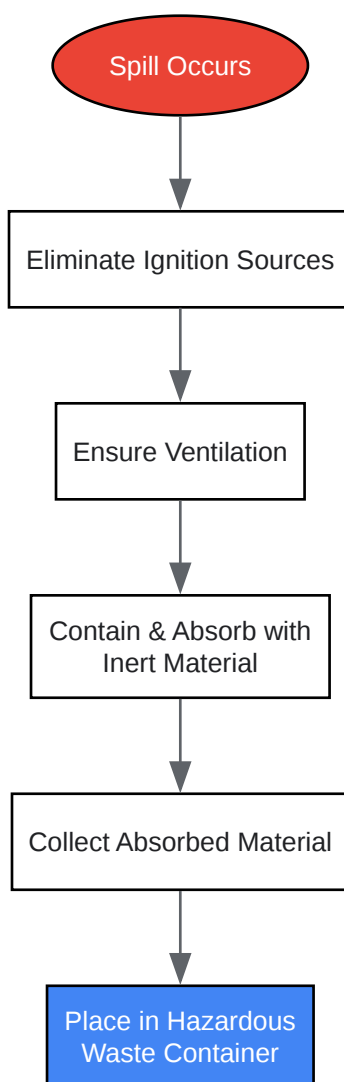 Spill Occurs
Eliminate Ignition Sources
Ensure Ventilation
Contain & Absorb with
Inert Material
Collect Absorbed Material
Place in Hazardous
Waste Container